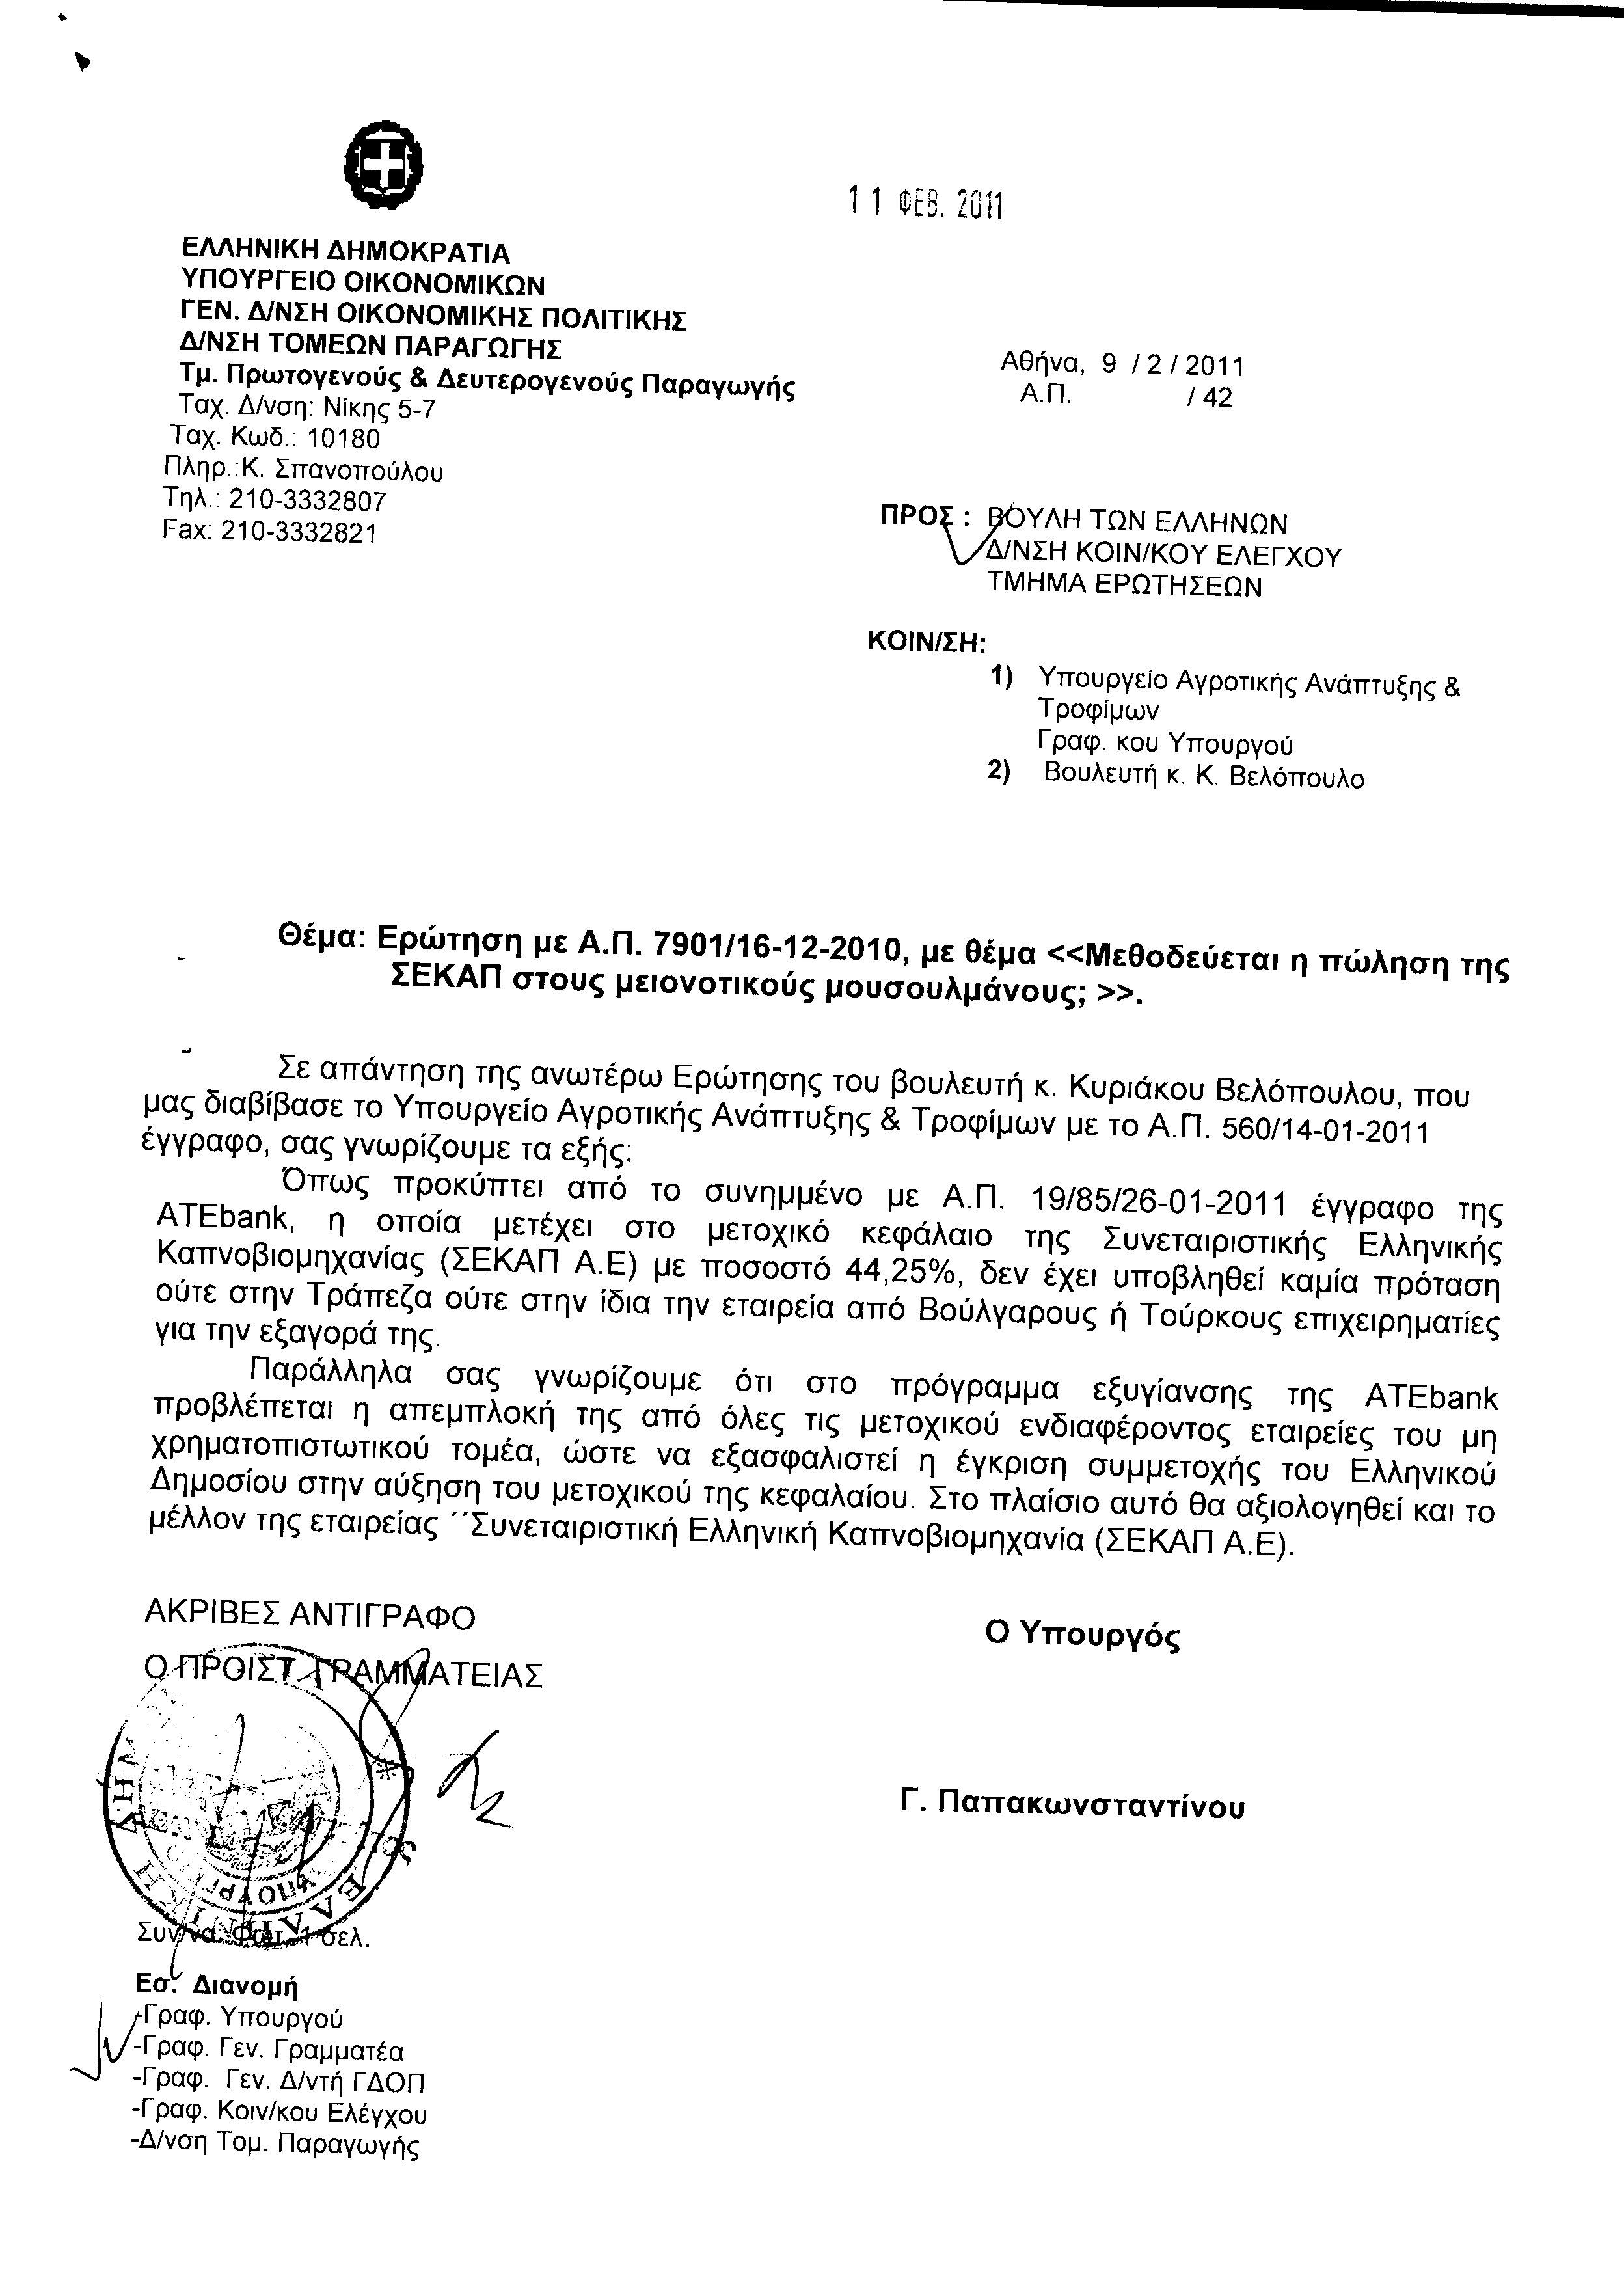 11 ΦΕΒ. 2011
ΕΛΛΗΝΙΚΗ ΔΗΜΟΚΡΑΤΙΑ
ΥΠΟΥΡΓΕΙΟ ΟΙΚΟΝΟΜΙΚΩΝ
ΓΕΝ. Δ/ΝΣΗ ΟΙΚΟΝΟΜΙΚΗΣ ΠΟΛΙΤΙΚΗΣ
Δ/ΝΣΗ ΤΟΜΕΩΝ ΠΑΡΑΓΩΓΗΣ
Τμ. Πρωτογενούς & Δευτερογενούς Παραγωγής
Ταχ. Δ/νση: Νίκης 5-7
Ταχ. Κωδ.: 10180
Πληρ.:Κ. Σπανοπούλου
Τηλ.: 210-3332807
Fax: 210-3332821
Αθήνα, 9 / 2 / 2011
Α.Π. / 42
ΠΡΟΣ : ΒΟΥΛΗ ΤΩΝ ΕΛΛΗΝΩΝ
Δ/ΝΣΗ ΚΟΙΝ/ΚΟΥ ΕΛΕΓΧΟΥ
ΤΜΗΜΑ ΕΡΩΤΗΣΕΩΝ
ΚΟΙΝ/ΣΗ:
1) Υπουργείο Αγροτικής Ανάπτυξης &
Τροφίμων
Γραφ. κου Υπουργού
2) Βουλευτή κ. Κ. Βελόπουλο
Θέμα: Ερώτηση με Α.Π. 7901/16-12-2010, με θέμα <<Μεθοδεύεται η πώληση της
ΣΕΚΑΠ στους μειονοτικούς μουσουλμάνους; >>.
Σε απάντηση της ανωτέρω Ερώτησης του βουλευτή κ. Κυριάκου Βελόπουλου, που
μας διαβίβασε το Υπουργείο Αγροτικής Ανάπτυξης & Τροφίμων με το Α.Π. 560/14-01-2011
έγγραφο, σας γνωρίζουμε τα εξής:
Όπως προκύπτει από το συνημμένο με Α.Π. 19/85/26-01-2011 έγγραφο της
ATEbank, η οποία μετέχει στο μετοχικό κεφάλαιο της Συνεταιριστικής Ελληνικής
Καπνοβιομηχανίας (ΣΕΚΑΠ Α.Ε) με ποσοστό 44,25%, δεν έχει υποβληθεί καμία πρόταση
ούτε στην Τράπεζα ούτε στην ίδια την εταιρεία από Βούλγαρους ή Τούρκους επιχειρηματίες
για την εξαγορά της.
Παράλληλα σας γνωρίζουμε ότι στο πρόγραμμα εξυγίανσης της ATEbank
προβλέπεται η απεμπλοκή της από όλες τις μετοχικού ενδιαφέροντος εταιρείες του μη
χρηματοπιστωτικού τομέα, ώστε να εξασφαλιστεί η έγκριση συμμετοχής του Ελληνικού
Δημοσίου στην αύξηση του μετοχικού της κεφαλαίου. Στο πλαίσιο αυτό θα αξιολογηθεί και το
μέλλον της εταιρείας ΄΄Συνεταιριστική Ελληνική Καπνοβιομηχανία (ΣΕΚΑΠ Α.Ε).
ΑΚΡΙΒΕΣ ΑΝΤΙΓΡΑΦΟ
Ο ΠΡΟΙΣΤ ΓΡΑΜΜΑΤΕΙΑΣ
Ο Υπουργός
Γ. Παπακωνσταντίνου
ΕΛΛΗΝΙΚΗ
Συν/να. Φωτ. 1 σελ.
Εσ. Διανομή
-Γραφ. Υπουργού
-Γραφ. Γεν. Γραμματέα
-Γραφ. Γεν. Δ/ντή ΓΔΟΠ
-Γραφ. Κοιν/κου Ελέγχου
-Δ/νση Τομ. Παραγωγής